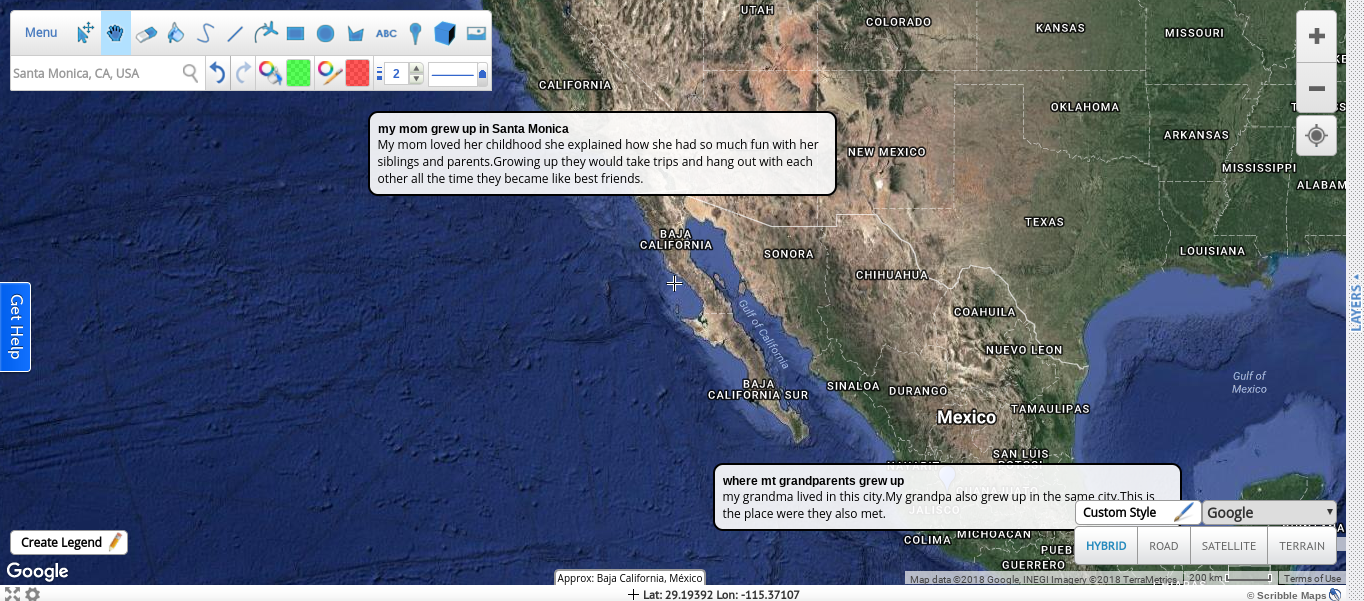 Menu
ABC
Santa Monica, CA, USA
2
UTAH
COLORADO
KANSAS
MISSOURI
CALIFORNIA
OKLAHOMA
ARKANSAS
NEW MEXICO
MISSISSIPPI
my mom grew up in Santa Monica
My mom loved her childhood she explained how she had so much fun with her
siblings and parents.Growing up they would take trips and hang out with each
other all the time they became like best friends.
ALABAM
TEXAS
BAJA
CALIFORNIA
SONORA
LOUISIANA
CHIHUAHUA
Get Help
LAYERS
COAHUILA
Gulf of California
NUEVO LEON
Gulf of
Mexico
BAJA
CALIFORNIA SUR
SINALOA
DURANGO
Mexico
TAMAULIPAS
SAN LUIS
POTOSI
NAYARIT
where mt grandparents grew up
my grandma lived in this city.My grandpa also grew up in the same city.This is
the place were they also met.
JALISCO
Custom Style
Google
COLIMA
MICHOACAN
PUEB
GUERRERO
HYBRID
ROAD
SATELLITE
TERRAIN
Create Legend
Google
Approx: Baja California, México
Map data ©2018 Google, INEGI Imagery ©2018 TerraMetrics
200 km
Terms of Use
Lat: 29.19392 Lon: -115.37107
© Scribble Maps